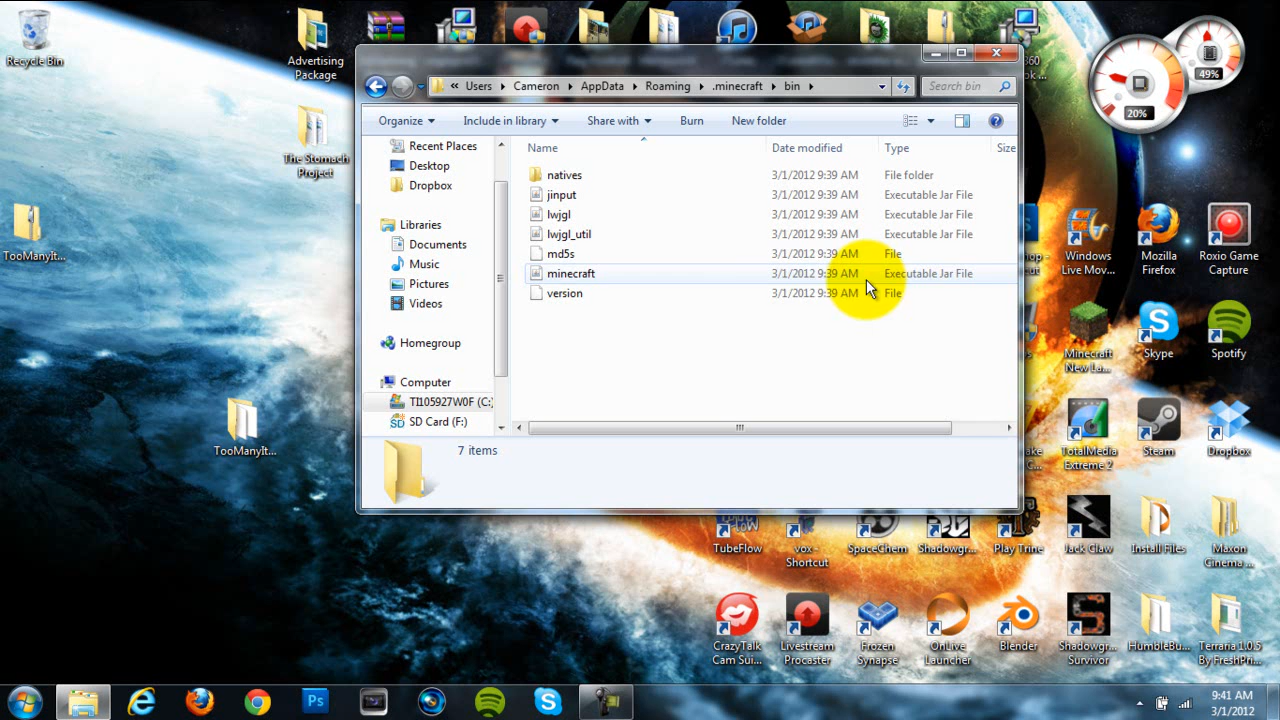 Recycle Bin
Advertising
Package
The Stomach
Project
TooManyIt...
TooManyIt...
Users
Cameron
AppData
Roaming
.minecraft
bin
Search bin
Organize
Include in library
Share with
Burn
New folder
Recent Places
Desktop
Dropbox
Libraries
Documents
Music
Pictures
Videos
Homegroup
Computer
TI105927W0F (C:)
SD Card (F:)
Name
Date modified
Type
Size
natives
3/1/2012 9:39 AM
File folder
jinput
3/1/2012 9:39 AM
Executable Jar File
lwjgl
3/1/2012 9:39 AM
Executable Jar File
lwjgl_util
3/1/2012 9:39 AM
Executable Jar File
md5s
3/1/2012 9:39 AM
File
minecraft
3/1/2012 9:39 AM
Executable Jar File
version
3/1/2012 9:39 AM
File
7 items
49%
20%
Windows
Live Mov...
Mozilla
Firefox
Roxio Game
Capture
Minecraft
New La...
Skype
Spotify
TotalMedia
Extreme 2
Steam
Dropbox
TubeFlow
vox -
Shortcut
SpaceChem
Shadowgr...
Play Trine
Jack Claw
Install Files
Maxon
Cinema ...
CrazyTalk
Cam Sui...
Livestream
Procaster
Frozen
Synapse
OnLive
Launcher
Blender
Shadowgr...
Survivor
HumbleBu...
Terraria 1.0.5
By FreshPri...
9:41 AM
3/1/2012